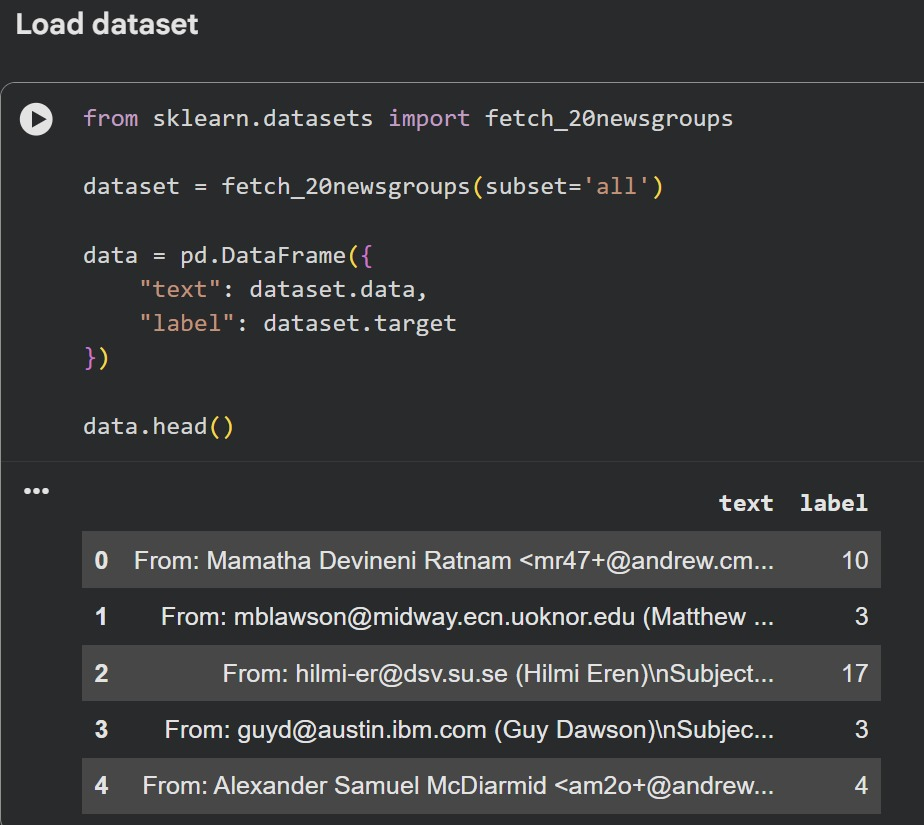 Load dataset
from sklearn.datasets import fetch_20newsgroups
dataset = fetch_20newsgroups(subset='all')
data = pd.DataFrame({
    "text": dataset.data,
    "label": dataset.target
})
data.head()
text label
0 From: Mamatha Devineni Ratnam <mr47+@andrew.cm... 10
1 From: mblawson@midway.ecn.uoknor.edu (Matthew ... 3
2 From: hilmi-er@dsv.su.se (Hilmi Eren)\nSubject... 17
3 From: guyd@austin.ibm.com (Guy Dawson)\nSubjec... 3
4 From: Alexander Samuel McDiarmid <am2o+@andrew... 4